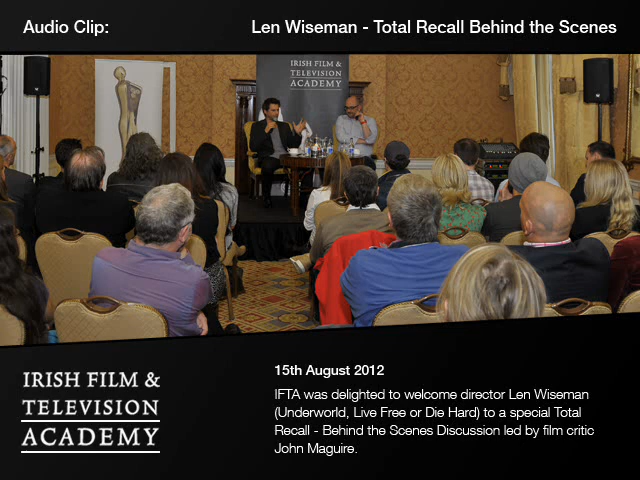 Audio Clip:
Len Wiseman - Total Recall Behind the Scenes
IRISH FILM &
TELEVISION
ACADEMY
IRISH FILM &
TELEVISION
ACADEMY
15th August 2012
IFTA was delighted to welcome director Len Wiseman
(Underworld, Live Free or Die Hard) to a special Total
Recall - Behind the Scenes Discussion led by film critic
John Maguire.